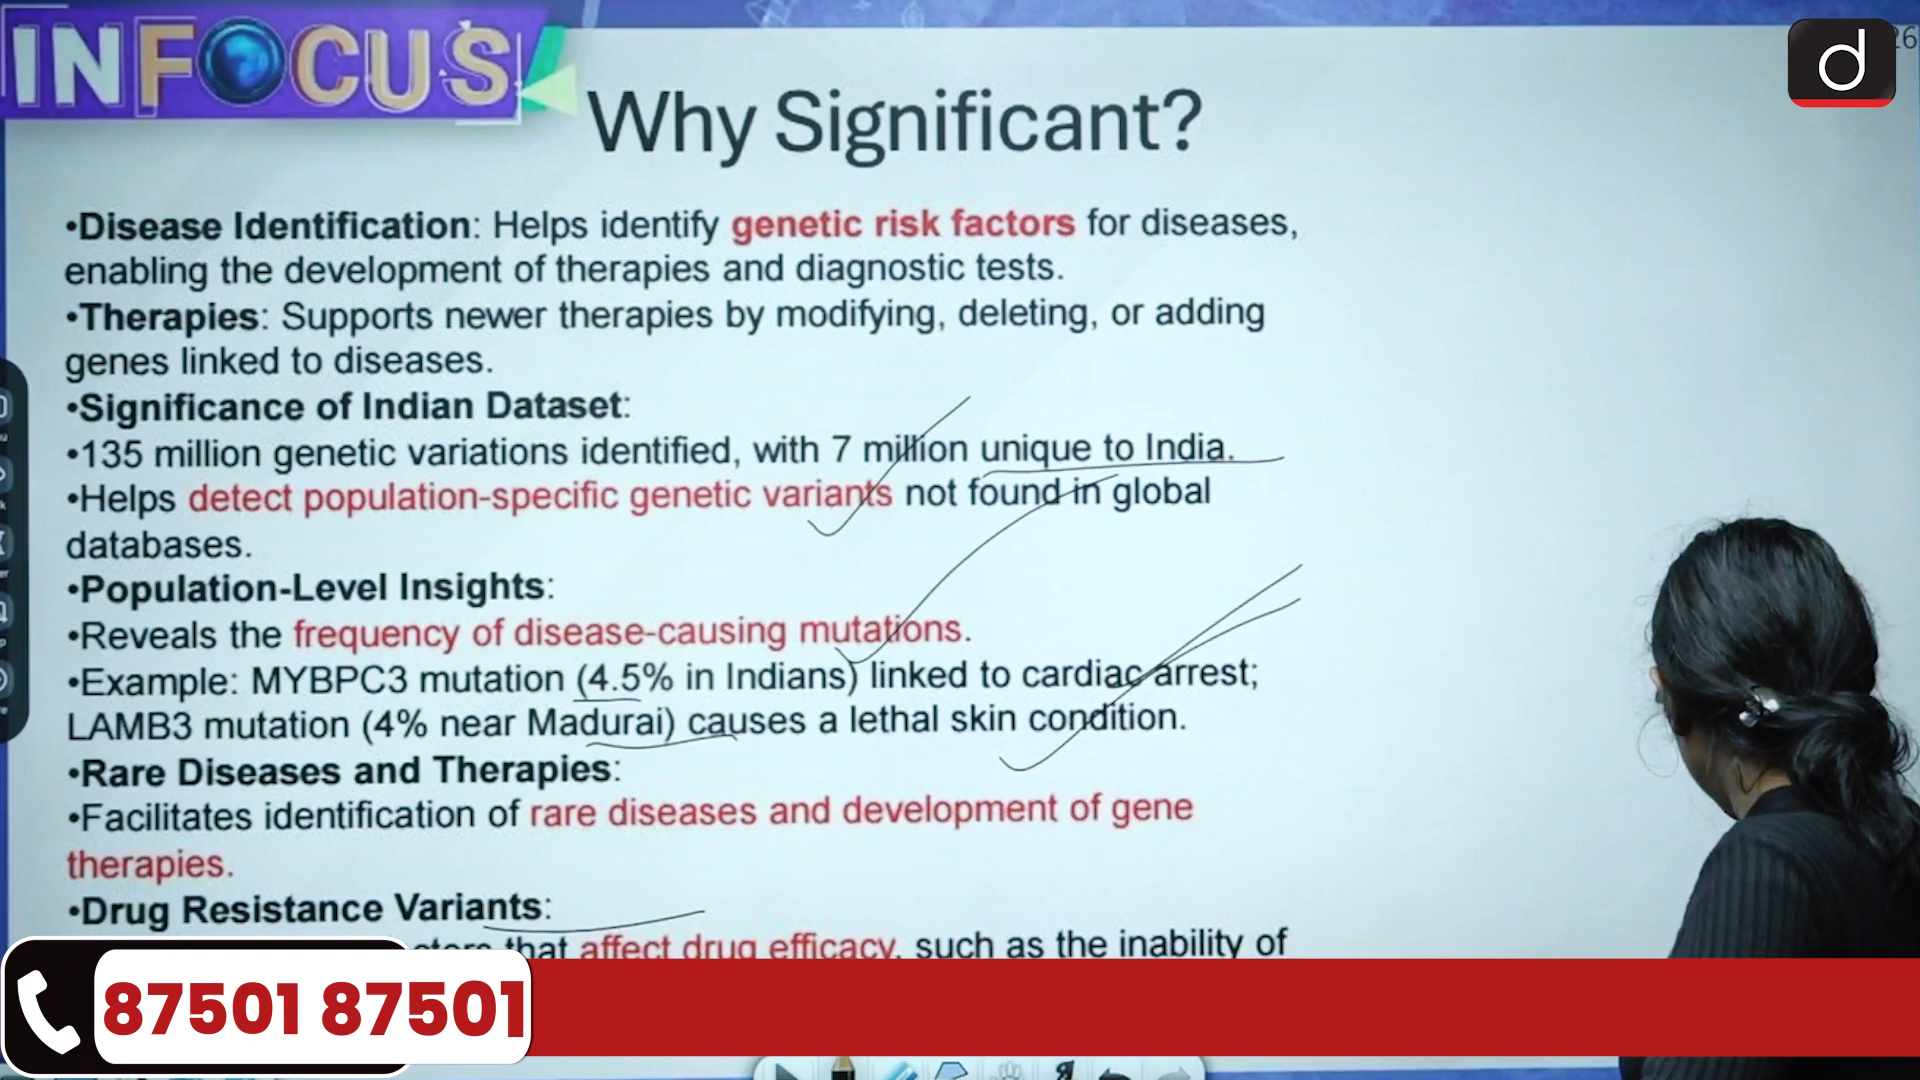 INFOCUS
26
d
Why Significant?
•Disease Identification: Helps identify genetic risk factors for diseases,
enabling the development of therapies and diagnostic tests.
•Therapies: Supports newer therapies by modifying, deleting, or adding
genes linked to diseases.
•Significance of Indian Dataset:
•135 million genetic variations identified, with 7 million unique to India.
•Helps detect population-specific genetic variants not found in global
databases.
•Population-Level Insights:
•Reveals the frequency of disease-causing mutations.
•Example: MYBPC3 mutation (4.5% in Indians) linked to cardiac arrest;
LAMB3 mutation (4% near Madurai) causes a lethal skin condition.
•Rare Diseases and Therapies:
•Facilitates identification of rare diseases and development of gene
therapies.
•Drug Resistance Variants:
that affect drug efficacy, such as the inability of
87501 87501